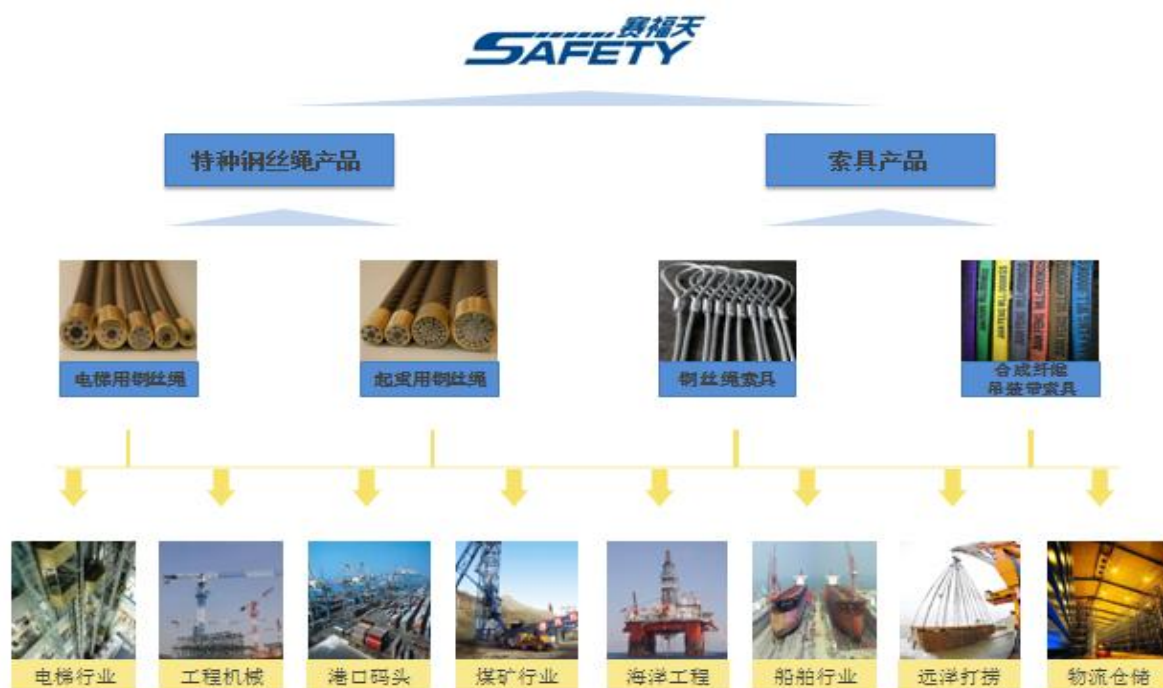 赛福天
SAFETY
特种钢丝绳产品
索具产品
电梯用钢丝绳
起重用钢丝绳
钢丝绳索具
合成纤维
吊装带索具
电梯行业
工程机械
港口码头
煤矿行业
海洋工程
船舶行业
远洋打捞
物流仓储